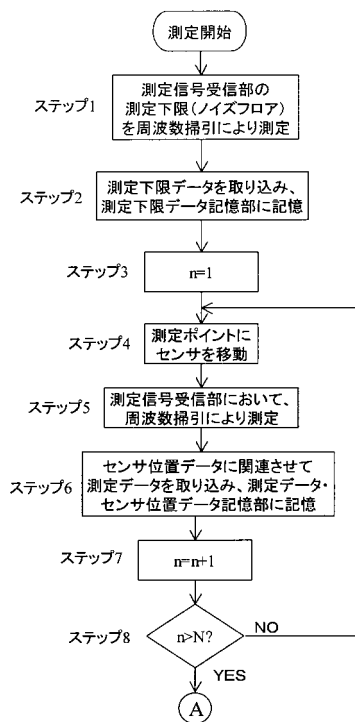 測定開始
ステップ1
測定信号受信部の
測定下限(ノイズフロア)
を周波数掃引により測定
ステップ2
測定下限データを取り込み、
測定下限データ記憶部に記憶
ステップ3
n=1
ステップ4
測定ポイントに
センサを移動
ステップ5
測定信号受信部において、
周波数掃引により測定
ステップ6
センサ位置データに関連させて
測定データを取り込み、測定データ・
センサ位置データ記憶部に記憶
ステップ7
n=n+1
ステップ8
n>N?
NO
YES
A